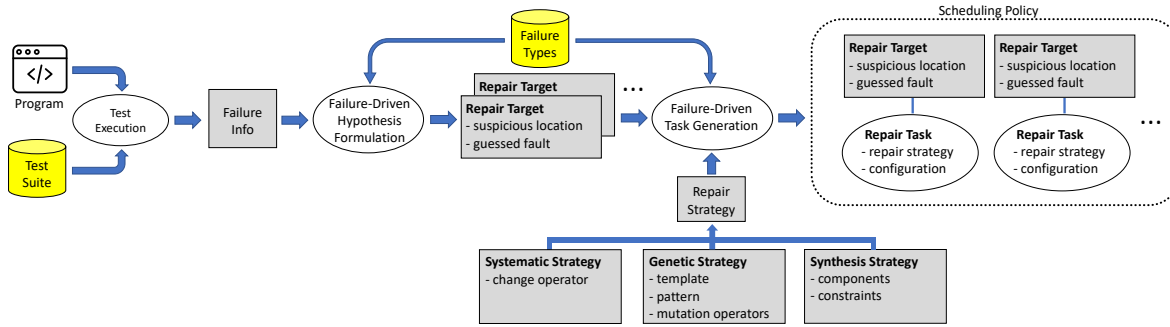 Scheduling Policy
</>
Program
Test
Suite
Test
Execution
Failure
Info
Failure-Driven
Hypothesis
Formulation
Failure
Types
Repair Target
Repair Target
- suspicious location
- guessed fault
...
Failure-Driven
Task Generation
Repair Target
- suspicious location
- guessed fault
Repair Target
- suspicious location
- guessed fault
Repair Task
- repair strategy
- configuration
Repair Task
- repair strategy
- configuration
...
Repair
Strategy
Systematic Strategy
- change operator
Genetic Strategy
- template
- pattern
- mutation operators
Synthesis Strategy
- components
- constraints